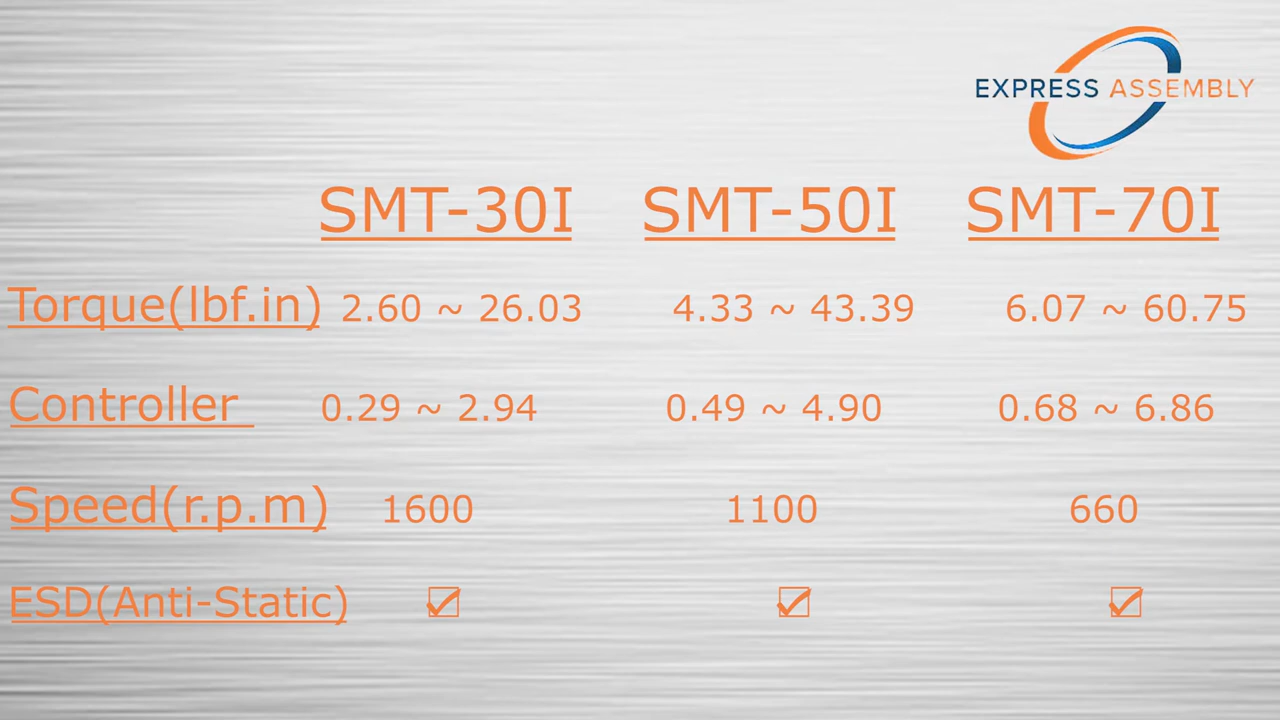 EXPRESS ASSEMBLY
SMT-30I SMT-50I SMT-70I
Torque(lbf.in) 2.60 ~ 26.03 4.33 ~ 43.39 6.07 ~ 60.75
Controller 0.29 ~ 2.94 0.49 ~ 4.90 0.68 ~ 6.86
Speed(r.p.m) 1600 1100 660
ESD(Anti-Static) ☑ ☑ ☑